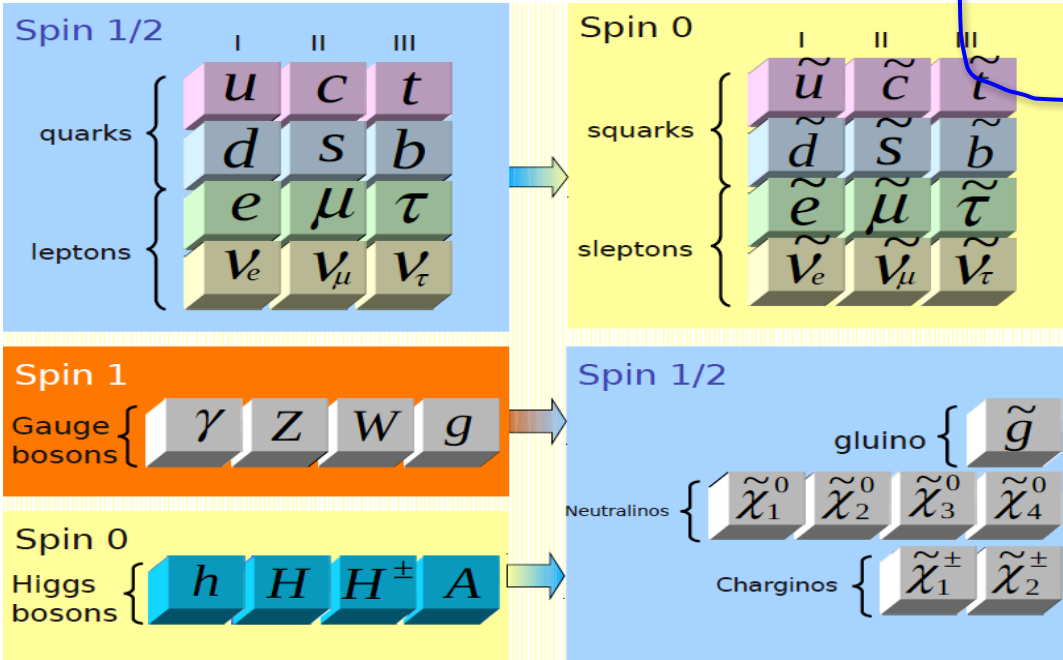 Spin 1/2
I II III
quarks
u c t
d s b
leptons
e μ τ
νe νμ ντ
Spin 0
I II III
squarks
ũ c̃ t̃
d̃ s̃ b̃
sleptons
ẽ μ̃ τ̃
ν̃e ν̃μ ν̃τ
Spin 1
Gauge
bosons
γ Z W g
Spin 0
Higgs
bosons
h H H± A
Spin 1/2
gluino
g̃
Neutralinos
χ̃⁰₁ χ̃⁰₂ χ̃⁰₃ χ̃⁰₄
Charginos
χ̃±₁ χ̃±₂